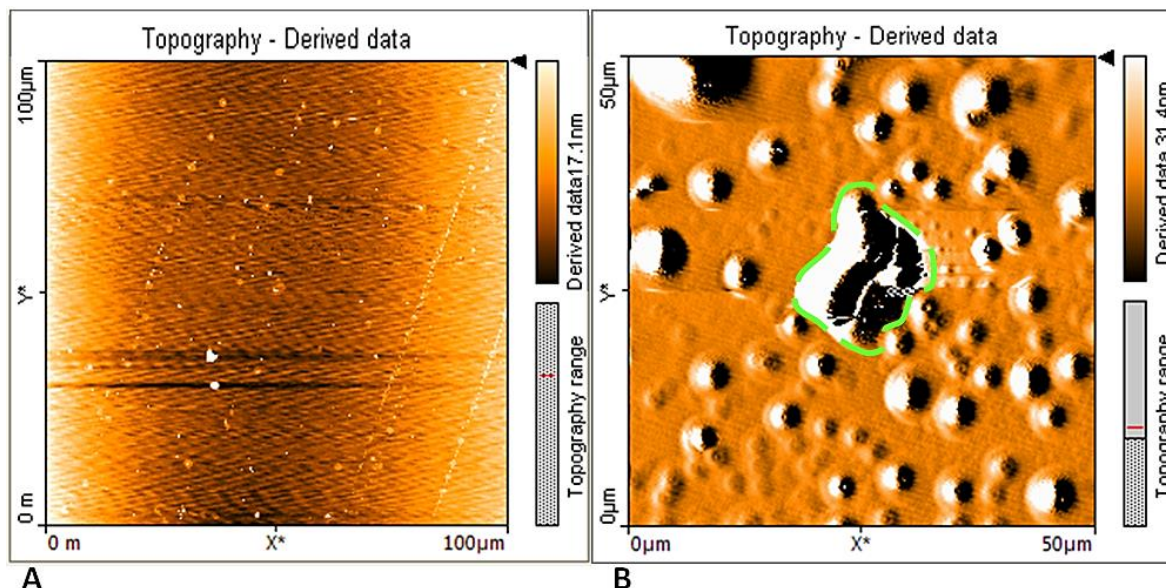 Topography - Derived data
100µm
Y*
0 m
0 m
X*
100µm
Derived data17.1nm
Topography range
A
Topography - Derived data
50µm
Y*
0µm
0µm
X*
50µm
Derived data 31.4nm
Topography range
B